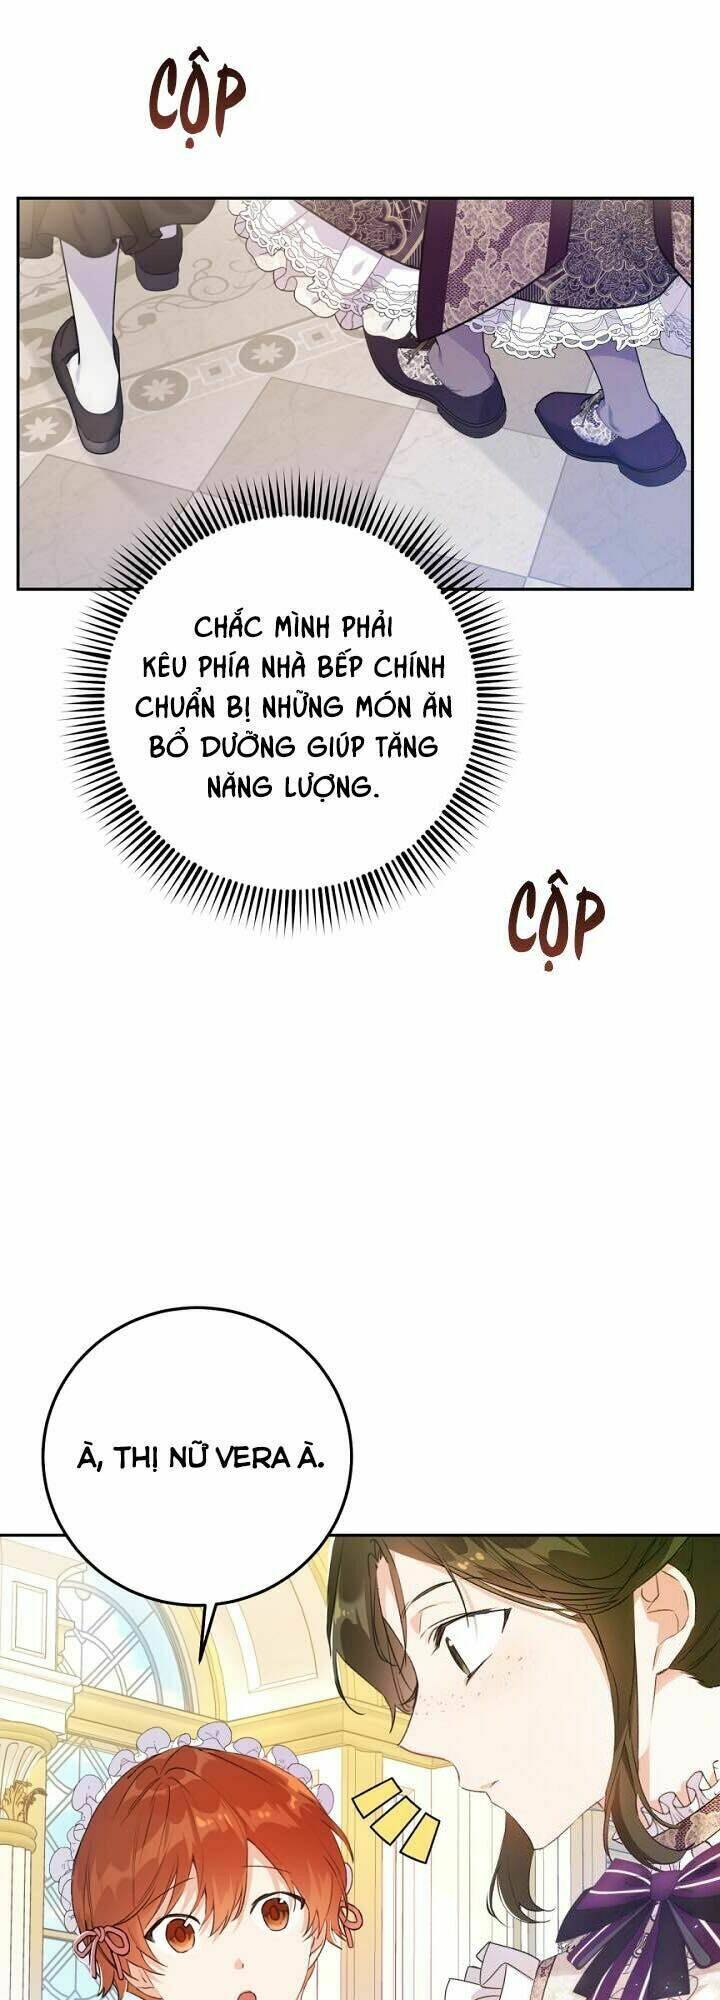 CỘP
CHẮC MÌNH PHẢI
KÊU PHÍA NHÀ BẾP CHÍNH
CHUẨN BỊ NHỮNG MÓN ĂN
BỔ DƯỠNG GIÚP TĂNG
NĂNG LƯỢNG.
CỘP
À, THỊ NỮ VERA À.